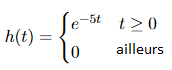 h(t) = { e^{-5t}   t ≥ 0
0   ailleurs